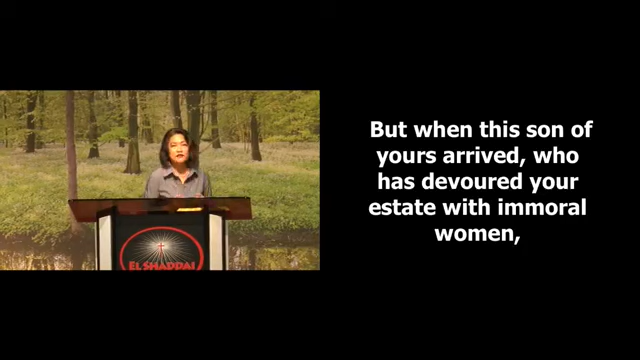 EL SHADDAI
But when this son of
yours arrived, who
has devoured your
estate with immoral
women,